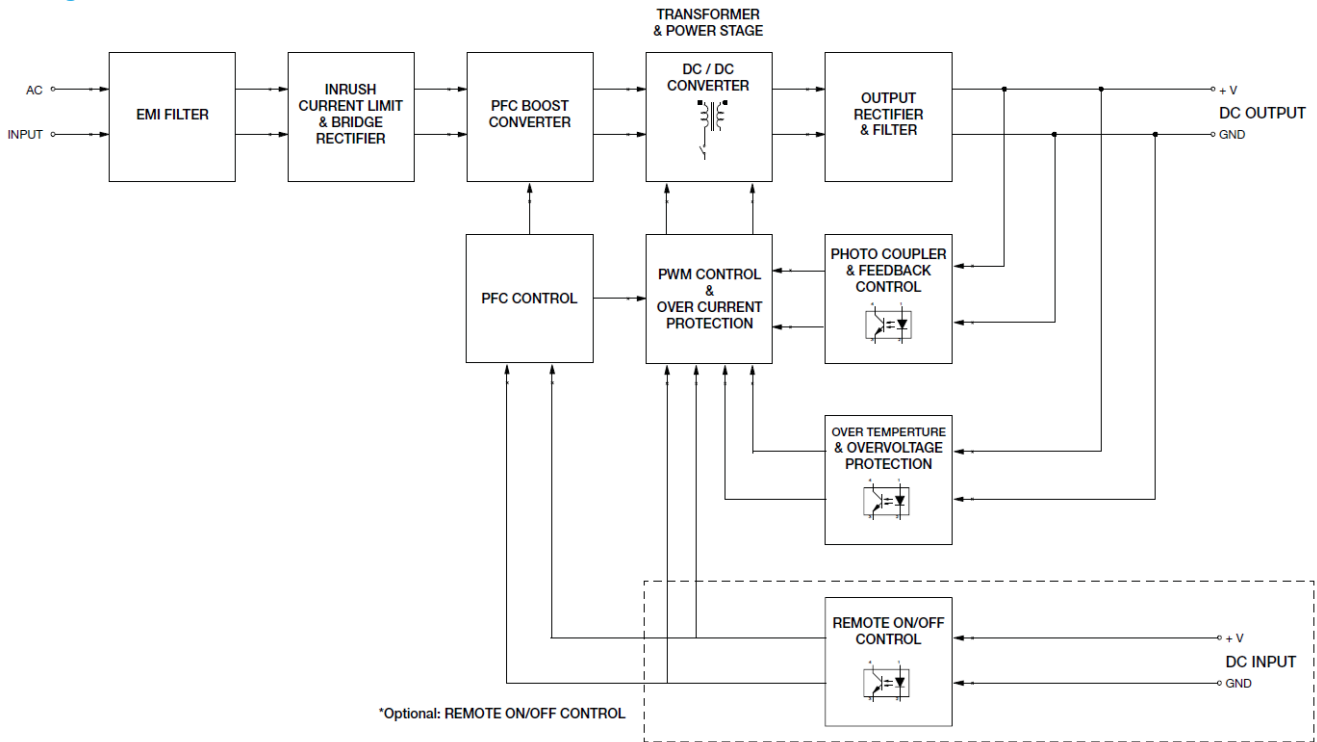 TRANSFORMER
& POWER STAGE
AC
INPUT
EMI FILTER
INRUSH
CURRENT LIMIT
& BRIDGE
RECTIFIER
PFC BOOST
CONVERTER
DC / DC
CONVERTER
OUTPUT
RECTIFIER
& FILTER
+ V
DC OUTPUT
GND
PFC CONTROL
PWM CONTROL
&
OVER CURRENT
PROTECTION
PHOTO COUPLER
& FEEDBACK
CONTROL
OVER TEMPERTURE
& OVERVOLTAGE
PROTECTION
REMOTE ON/OFF
CONTROL
+ V
DC INPUT
GND
*Optional: REMOTE ON/OFF CONTROL